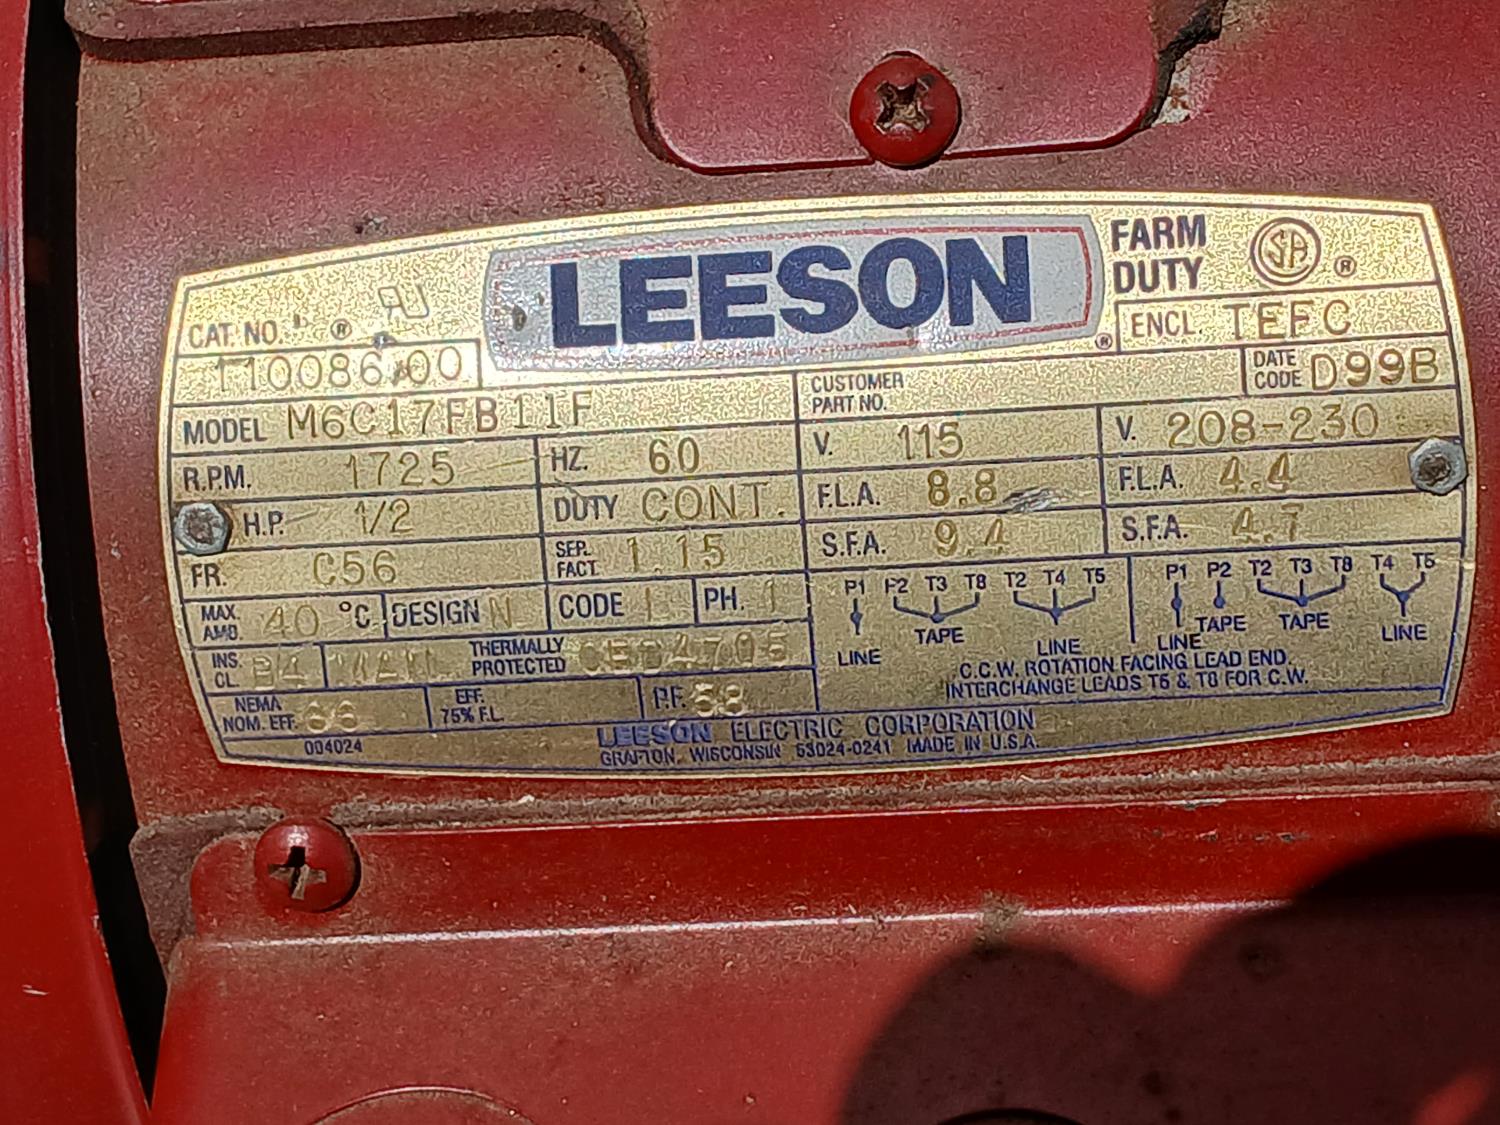 LEESON
®
FARM
DUTY
SA ®
CAT. NO. ®
110086.00
ENCL. TEFC
MODEL M6C17FB11F
CUSTOMER
PART NO.
DATE
CODE D99B
R.P.M. 1725 HZ. 60 V. 115 V. 208-230
H.P. 1/2 DUTY CONT. F.L.A. 8.8 F.L.A. 4.4
FR. C56 SER. FACT 1.15 S.F.A. 9.4 S.F.A. 4.7
MAX. AMB. 40 °C DESIGN N CODE L PH. 1
P1 P2 T3 T8 T2 T4 T5 P1 P2 T2 T3 T8 T4 T5
LINE TAPE LINE LINE TAPE TAPE LINE
INS. CL. B4 THERMALLY PROTECTED
C.C.W. ROTATION FACING LEAD END.
INTERCHANGE LEADS T5 & T8 FOR C.W.
NEMA NOM. EFF. 66 EFF. 75% F.L. P.F. 58
004024
LEESON ELECTRIC CORPORATION
GRAFTON, WISCONSIN 53024-0241 MADE IN U.S.A.